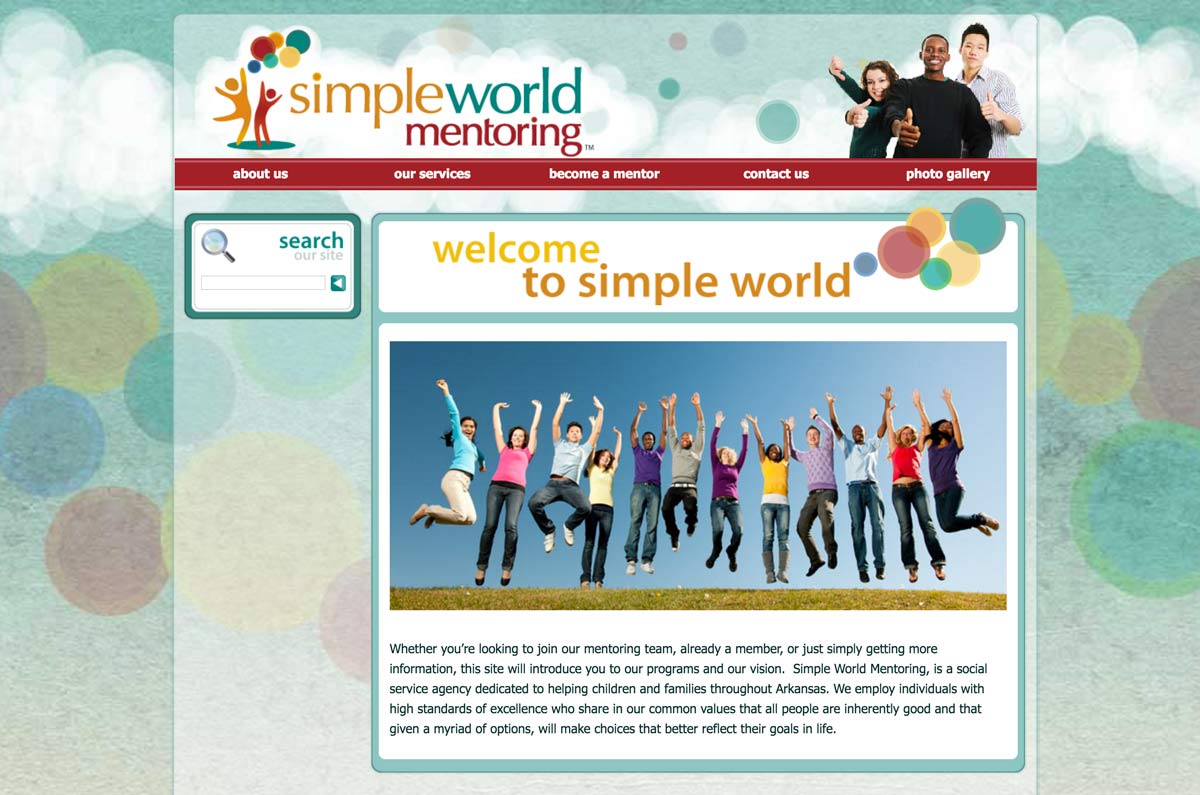 simpleworld
mentoring™
about us
our services
become a mentor
contact us
photo gallery
search
our site
welcome
to simple world
Whether you’re looking to join our mentoring team, already a member, or just simply getting more
information, this site will introduce you to our programs and our vision.  Simple World Mentoring, is a social
service agency dedicated to helping children and families throughout Arkansas. We employ individuals with
high standards of excellence who share in our common values that all people are inherently good and that
given a myriad of options, will make choices that better reflect their goals in life.